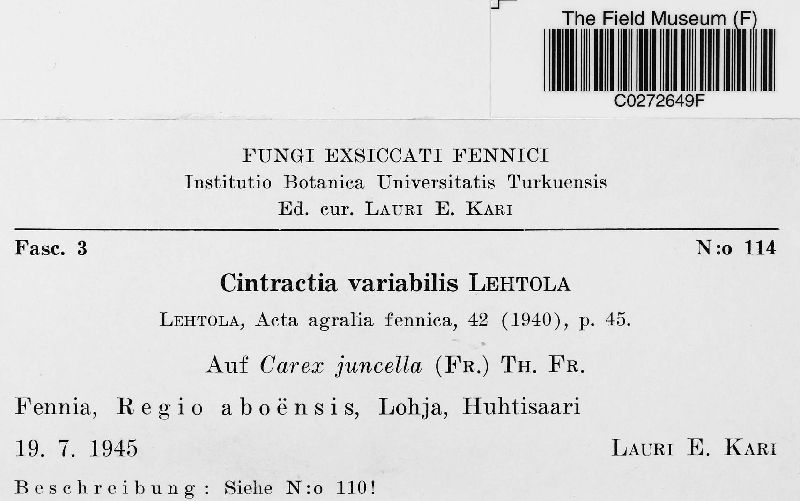 The Field Museum (F)
C0272649F
FUNGI EXSICCATI FENNICI
Institutio Botanica Universitatis Turkuensis
Ed. cur. LAURI E. KARI
Fasc. 3 N:o 114
Cintractia variabilis LEHTOLA
LEHTOLA, Acta agralia fennica, 42 (1940), p. 45.
Auf Carex juncella (FR.) TH. FR.
Fennia, Regio aboënsis, Lohja, Huhtisaari
19. 7. 1945 LAURI E. KARI
Beschreibung: Siehe N:o 110!